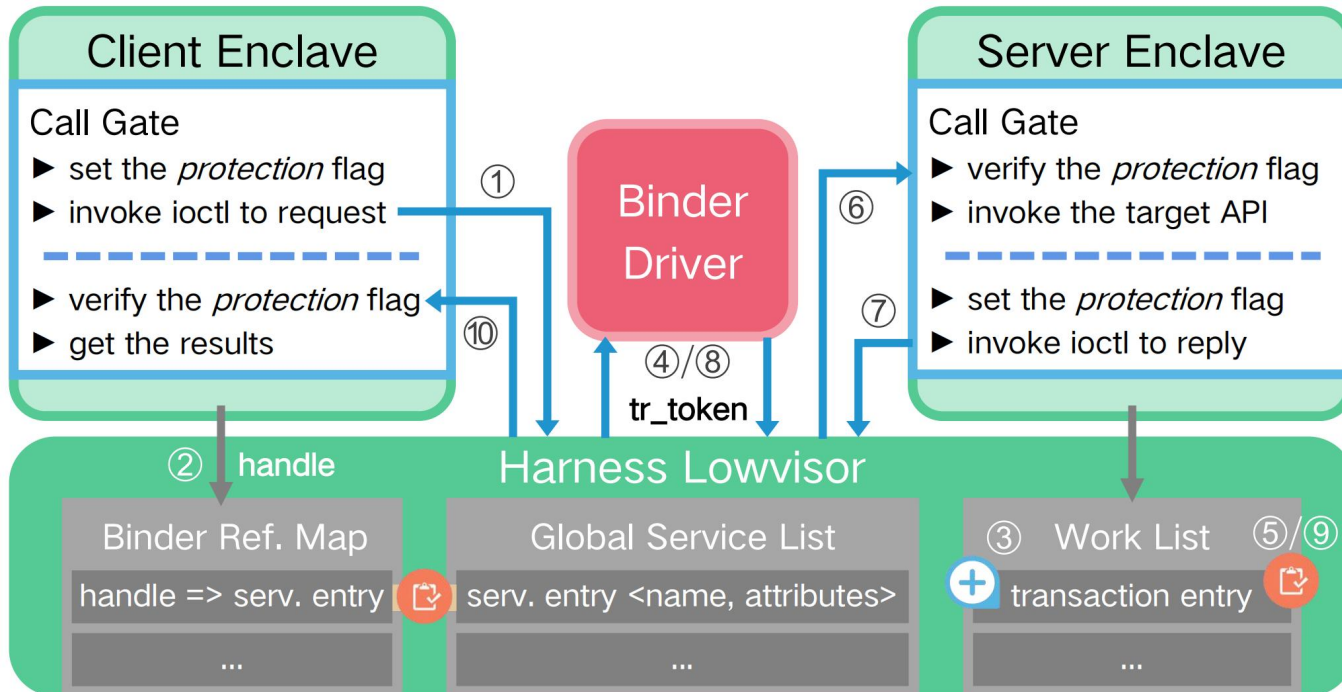 Client Enclave
Call Gate
► set the protection flag
► invoke ioctl to request
► verify the protection flag
► get the results
①
⑩
Binder
Driver
④/⑧
tr_token
Server Enclave
Call Gate
► verify the protection flag
► invoke the target API
► set the protection flag
► invoke ioctl to reply
⑥
⑦
② handle
Harness Lowvisor
Binder Ref. Map
handle => serv. entry
...
Global Service List
serv. entry <name, attributes>
...
③ Work List ⑤/⑨
transaction entry
...